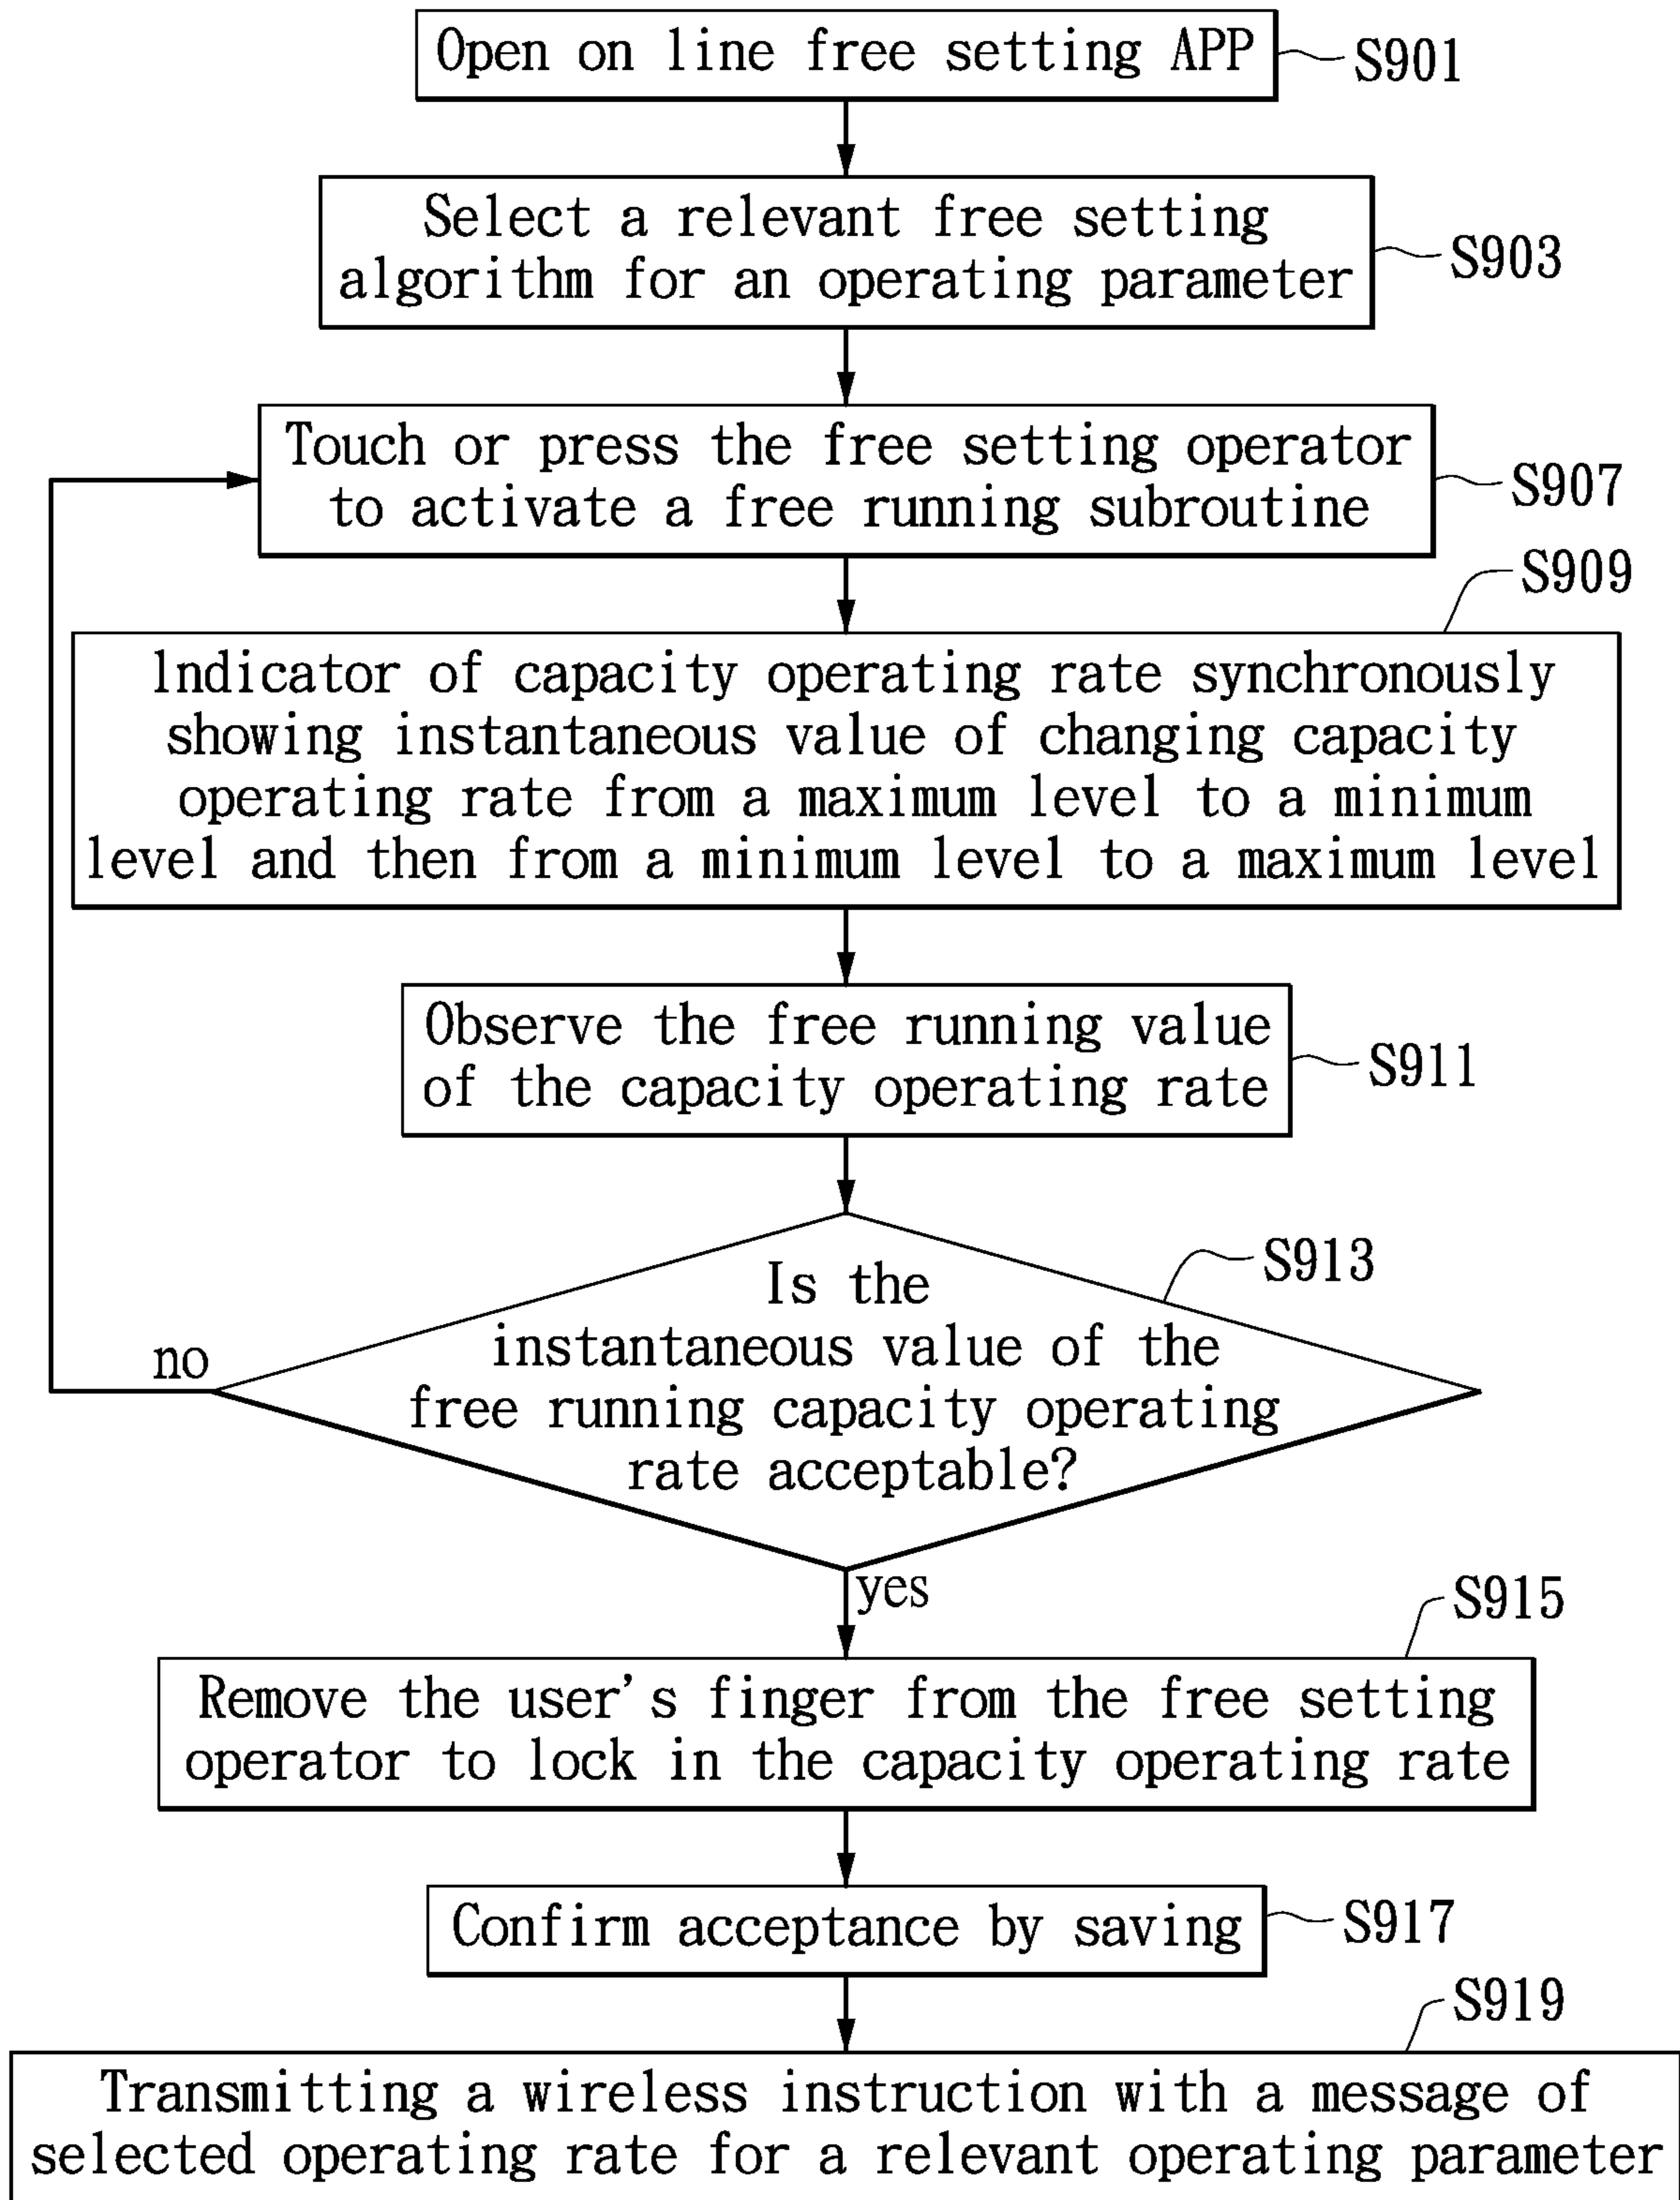 Open on line free setting APP
S901
Select a relevant free setting
algorithm for an operating parameter
S903
Touch or press the free setting operator
to activate a free running subroutine
S907
S909
lndicator of capacity operating rate synchronously
showing instantaneous value of changing capacity
operating rate from a maximum level to a minimum
level and then from a minimum level to a maximum level
Observe the free running value
of the capacity operating rate
S911
S913
Is the
instantaneous value of the
free running capacity operating
rate acceptable?
no
yes
S915
Remove the user's finger from the free setting
operator to lock in the capacity operating rate
Confirm acceptance by saving
S917
S919
Transmitting a wireless instruction with a message of
selected operating rate for a relevant operating parameter